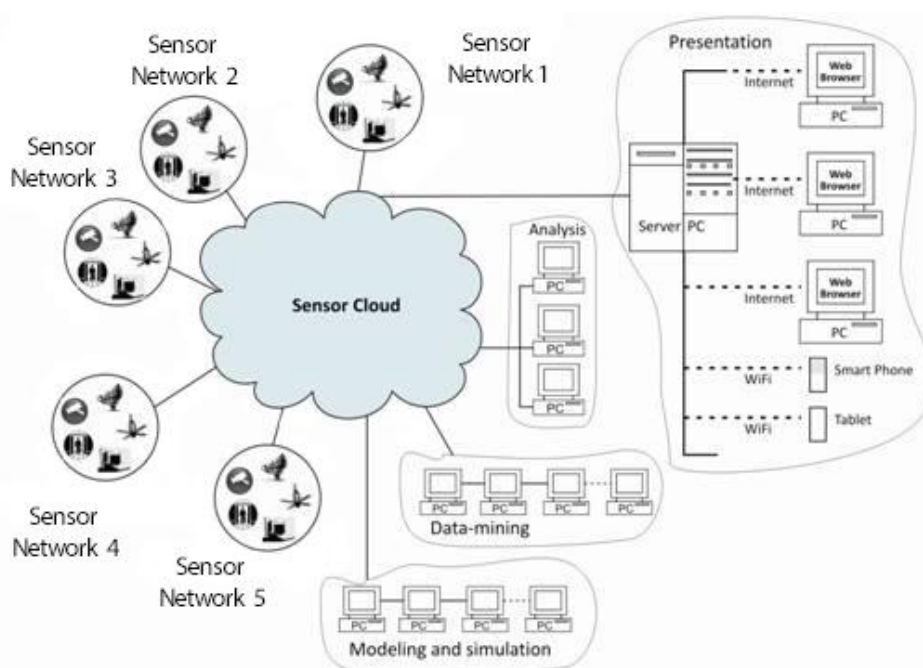 Sensor
Network 2
Sensor
Network 1
Sensor
Network 3
Sensor
Network 4
Sensor
Network 5
Sensor Cloud
Analysis
PC
PC
PC
Data-mining
PC
PC
PC
PC
Modeling and simulation
PC
PC
PC
PC
Presentation
Server PC
Internet
Web
Browser
PC
Internet
Web
Browser
PC
Internet
Web
Browser
PC
WiFi
Smart Phone
WiFi
Tablet